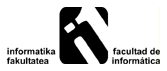 informatika
fakultatea
facultad de
informática